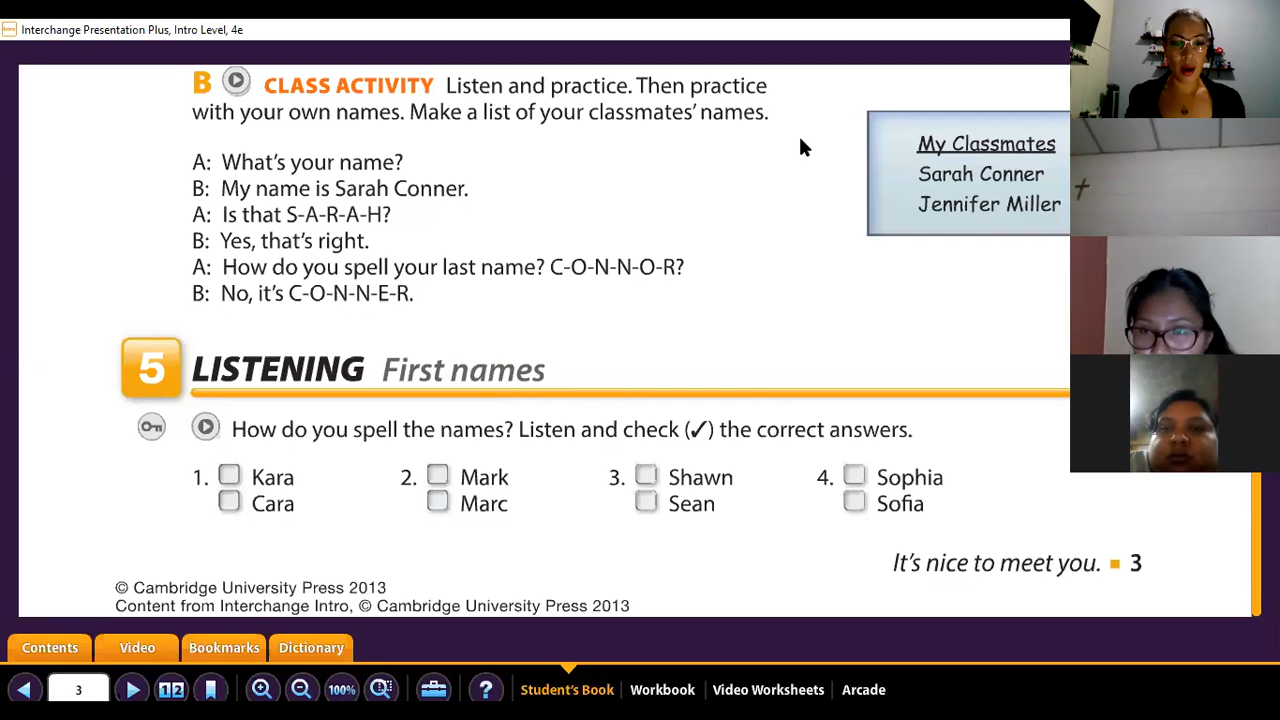 Interchange Presentation Plus, Intro Level, 4e
B CLASS ACTIVITY Listen and practice. Then practice
with your own names. Make a list of your classmates' names.
A: What's your name?
B: My name is Sarah Conner.
A: Is that S-A-R-A-H?
B: Yes, that's right.
A: How do you spell your last name? C-O-N-N-O-R?
B: No, it's C-O-N-N-E-R.
My Classmates
Sarah Conner
Jennifer Miller
5 LISTENING First names
How do you spell the names? Listen and check (✓) the correct answers.
1. Kara
Cara
2. Mark
Marc
3. Shawn
Sean
4. Sophia
Sofia
It's nice to meet you. ■ 3
© Cambridge University Press 2013
Content from Interchange Intro, © Cambridge University Press 2013
Contents Video Bookmarks Dictionary
3 12 100% ? Student's Book Workbook Video Worksheets Arcade